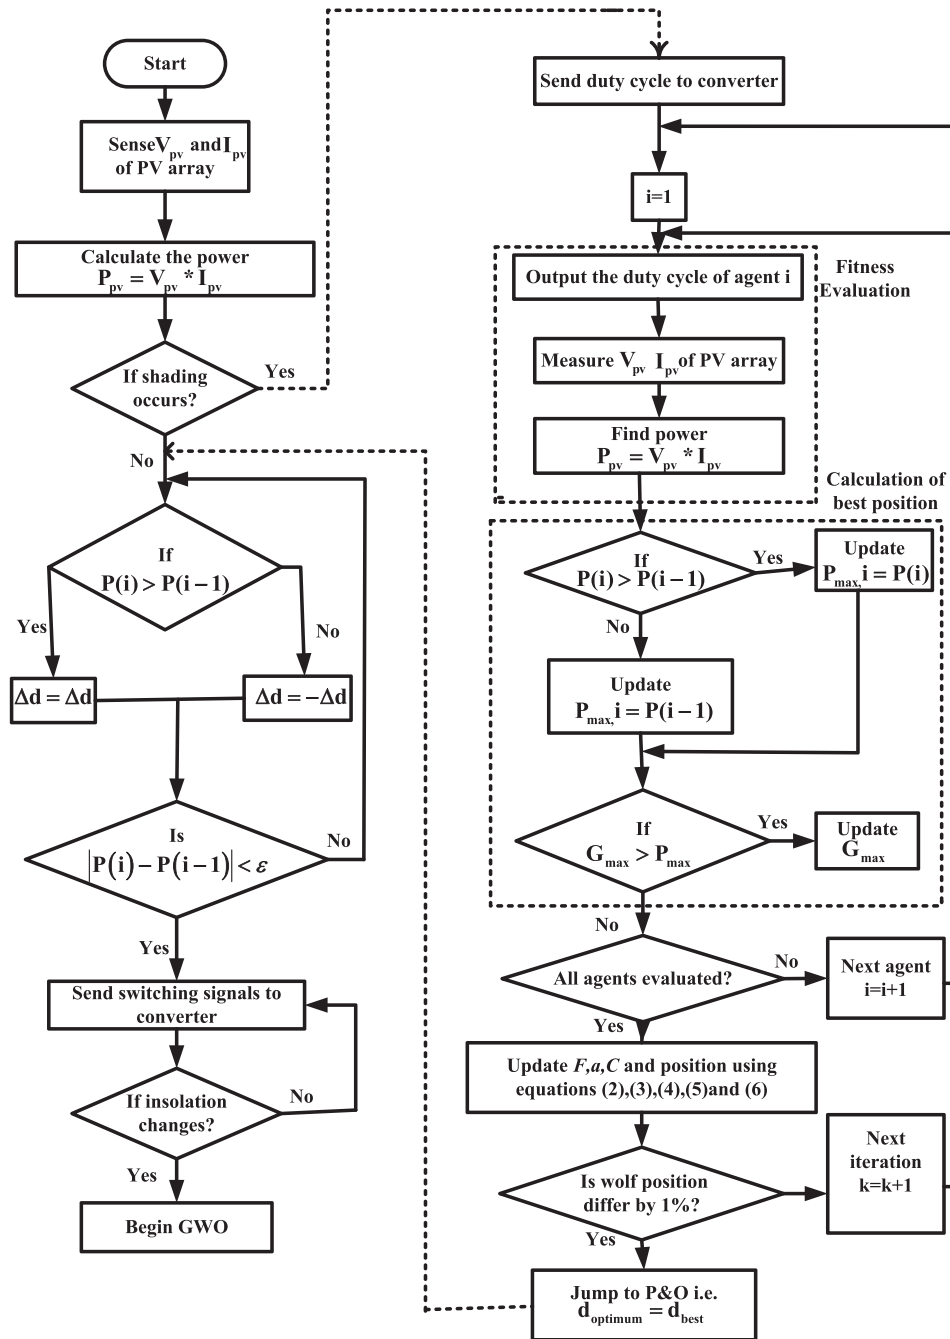 Start
SenseV_pv and I_pv
of PV array
Calculate the power
P_pv = V_pv * I_pv
If shading
occurs?
Yes
No
If
P(i) > P(i−1)
Yes
No
Δd = Δd
Δd = −Δd
Is
|P(i) − P(i−1)| < ε
No
Yes
Send switching signals to
converter
If insolation
changes?
No
Yes
Begin GWO
Send duty cycle to converter
i=1
Fitness
Evaluation
Output the duty cycle of agent i
Measure V_pv I_pv of PV array
Find power
P_pv = V_pv * I_pv
Calculation of
best position
If
P(i) > P(i−1)
Yes
Update
P_max, i = P(i)
No
Update
P_max, i = P(i−1)
If
G_max > P_max
Yes
Update
G_max
No
All agents evaluated?
No
Next agent
i=i+1
Yes
Update F,a,C and position using
equations (2),(3),(4),(5)and (6)
Is wolf position
differ by 1%?
Next
iteration
k=k+1
Yes
Jump to P&O i.e.
d_optimum = d_best